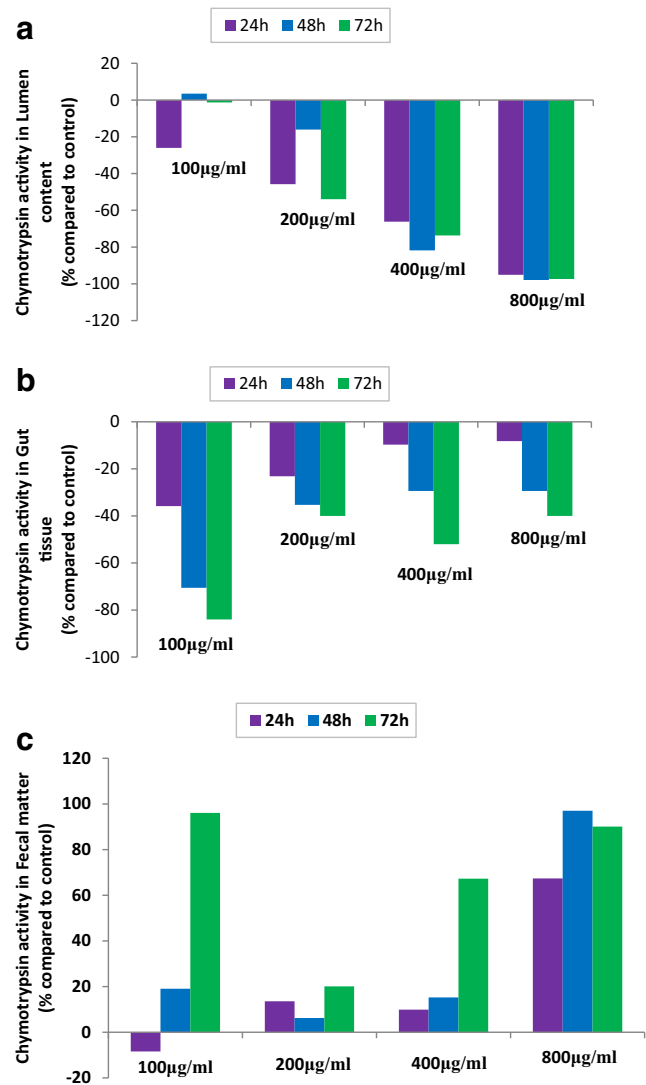 a
24h 48h 72h
Chymotrypsin activity in Lumen
content
(% compared to control)
20
0
-20
-40
-60
-80
-100
-120
100µg/ml
200µg/ml
400µg/ml
800µg/ml
b
24h 48h 72h
Chymotrypsin activity in Gut
tissue
(% compared to control)
0
-20
-40
-60
-80
-100
100µg/ml
200µg/ml
400µg/ml
800µg/ml
c
24h 48h 72h
Chymotrypsin activity in Fecal matter
(% compared to control)
120
100
80
60
40
20
0
-20
100µg/ml
200µg/ml
400µg/ml
800µg/ml